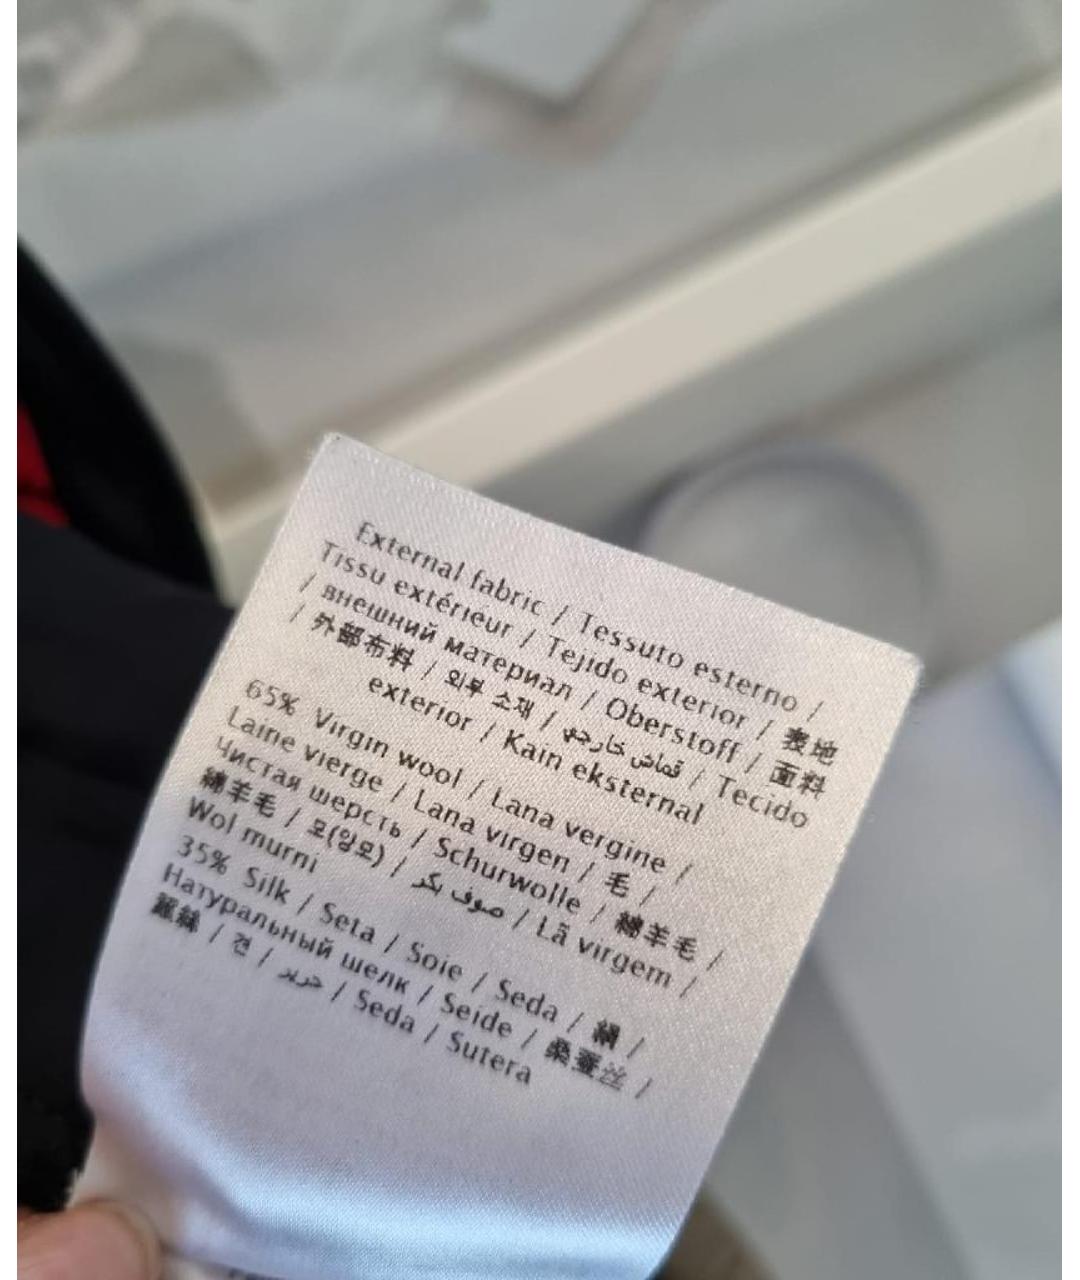 External fabric / Tessuto esterno /
Tissu extérieur / Tejido exterior / 表地
/ внешний материал / Oberstoff / 面料
/ 外部布料 / 외부 소재 / قماش خارجي / Tecido
exterior / Kain eksternal
65% Virgin wool / Lana vergine /
Laine vierge / Lana virgen / 毛 /
Чистая шерсть / Schurwolle / 綿羊毛 /
綿羊毛 / 모(양모) / صوف بكر / Lã virgem /
Wol murni
35% Silk / Seta / Soie / Seda / 絹 /
Натуральный шелк / Seide / 桑蚕丝 /
蠶絲 / 견 / حرير / Seda / Sutera